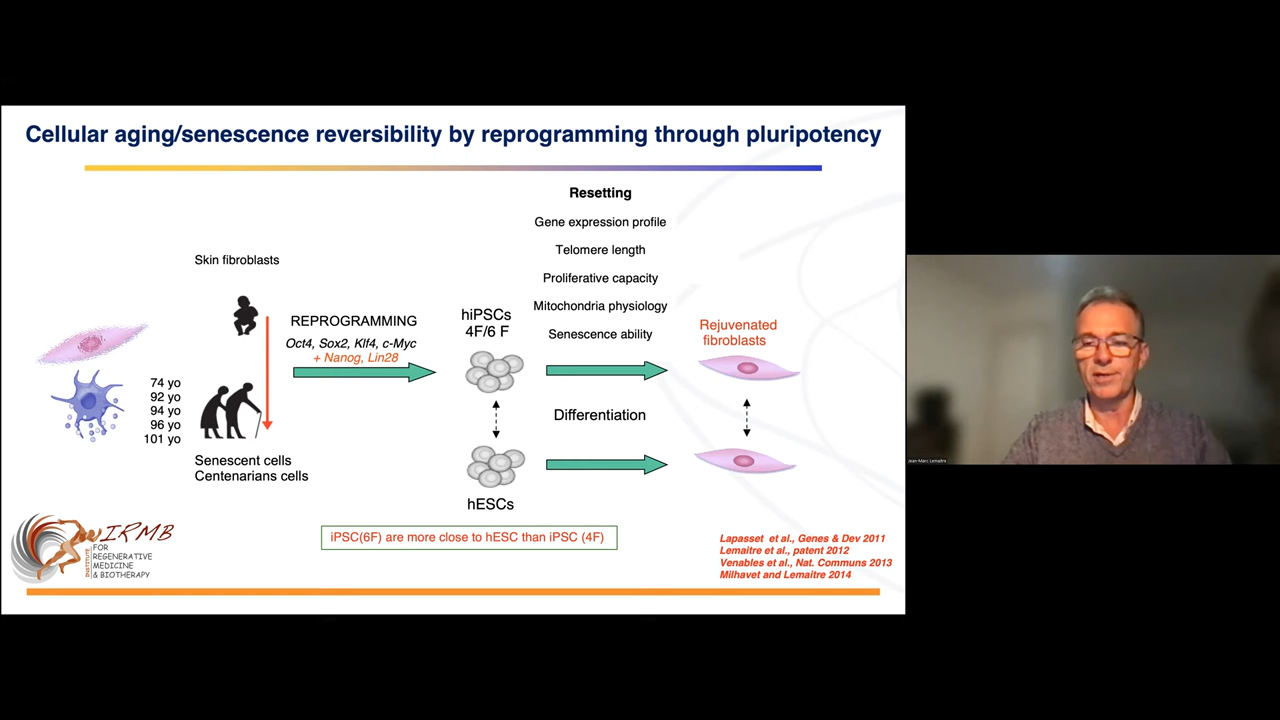 Cellular aging/senescence reversibility by reprogramming through pluripotency
Resetting
Gene expression profile
Telomere length
Proliferative capacity
Mitochondria physiology
Senescence ability
Skin fibroblasts
REPROGRAMMING
Oct4, Sox2, Klf4, c-Myc
+ Nanog, Lin28
hiPSCs
4F/6 F
Rejuvenated
fibroblasts
74 yo
92 yo
94 yo
96 yo
101 yo
Differentiation
Senescent cells
Centenarians cells
hESCs
iPSC(6F) are more close to hESC than iPSC (4F)
IRMB
INSTITUTE
FOR
REGENERATIVE
MEDICINE
& BIOTHERAPY
Lapasset et al., Genes & Dev 2011
Lemaitre et al., patent 2012
Venables et al., Nat. Communs 2013
Milhavet and Lemaitre 2014
Jean-Marc Lemaitre